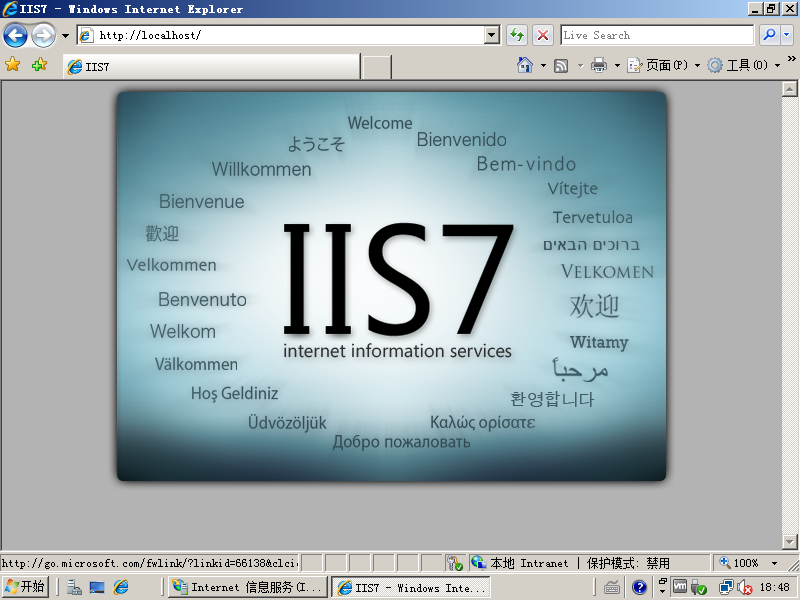 IIS7 - Windows Internet Explorer
http://localhost/
Live Search
IIS7
页面(P)
工具(O)
Welcome
ようこそ
Bienvenido
Willkommen
Bem-vindo
Vítejte
Bienvenue
Tervetuloa
歡迎
ברוכים הבאים
Velkommen
VELKOMEN
IIS7
Benvenuto
欢迎
Welkom
Witamy
internet information services
Välkommen
مرحباً
Hoş Geldiniz
환영합니다
Üdvözöljük
Καλώς ορίσατε
Добро пожаловать
http://go.microsoft.com/fwlink/?linkid=66138&clci
本地 Intranet | 保护模式: 禁用
100%
开始
Internet 信息服务(I...
IIS7 - Windows Inte...
18:48